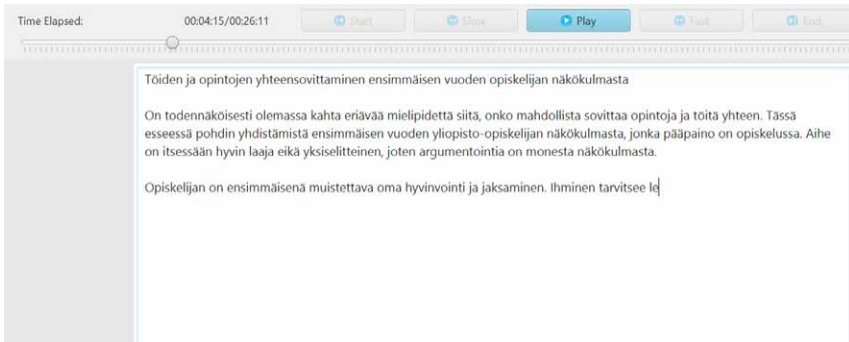 Time Elapsed:
00:04:15/00:26:11
Start
Slow
Play
Fast
End
Töiden ja opintojen yhteensovittaminen ensimmäisen vuoden opiskelijan näkökulmasta
On todennäköisesti olemassa kahta eriävää mielipidettä siitä, onko mahdollista sovittaa opintoja ja töitä yhteen. Tässä
esseessä pohdin yhdistämistä ensimmäisen vuoden yliopisto-opiskelijan näkökulmasta, jonka pääpaino on opiskelussa. Aihe
on itsessään hyvin laaja eikä yksiselitteinen, joten argumentointia on monesta näkökulmasta.
Opiskelijan on ensimmäisenä muistettava oma hyvinvointi ja jaksaminen. Ihminen tarvitsee le